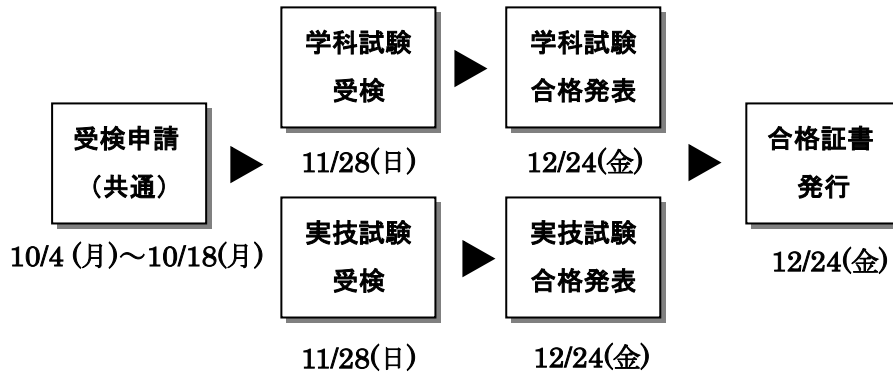 受検申請
（共通）
10/4 (月)～10/18(月)
学科試験
受検
11/28(日)
学科試験
合格発表
12/24(金)
実技試験
受検
11/28(日)
実技試験
合格発表
12/24(金)
合格証書
発行
12/24(金)